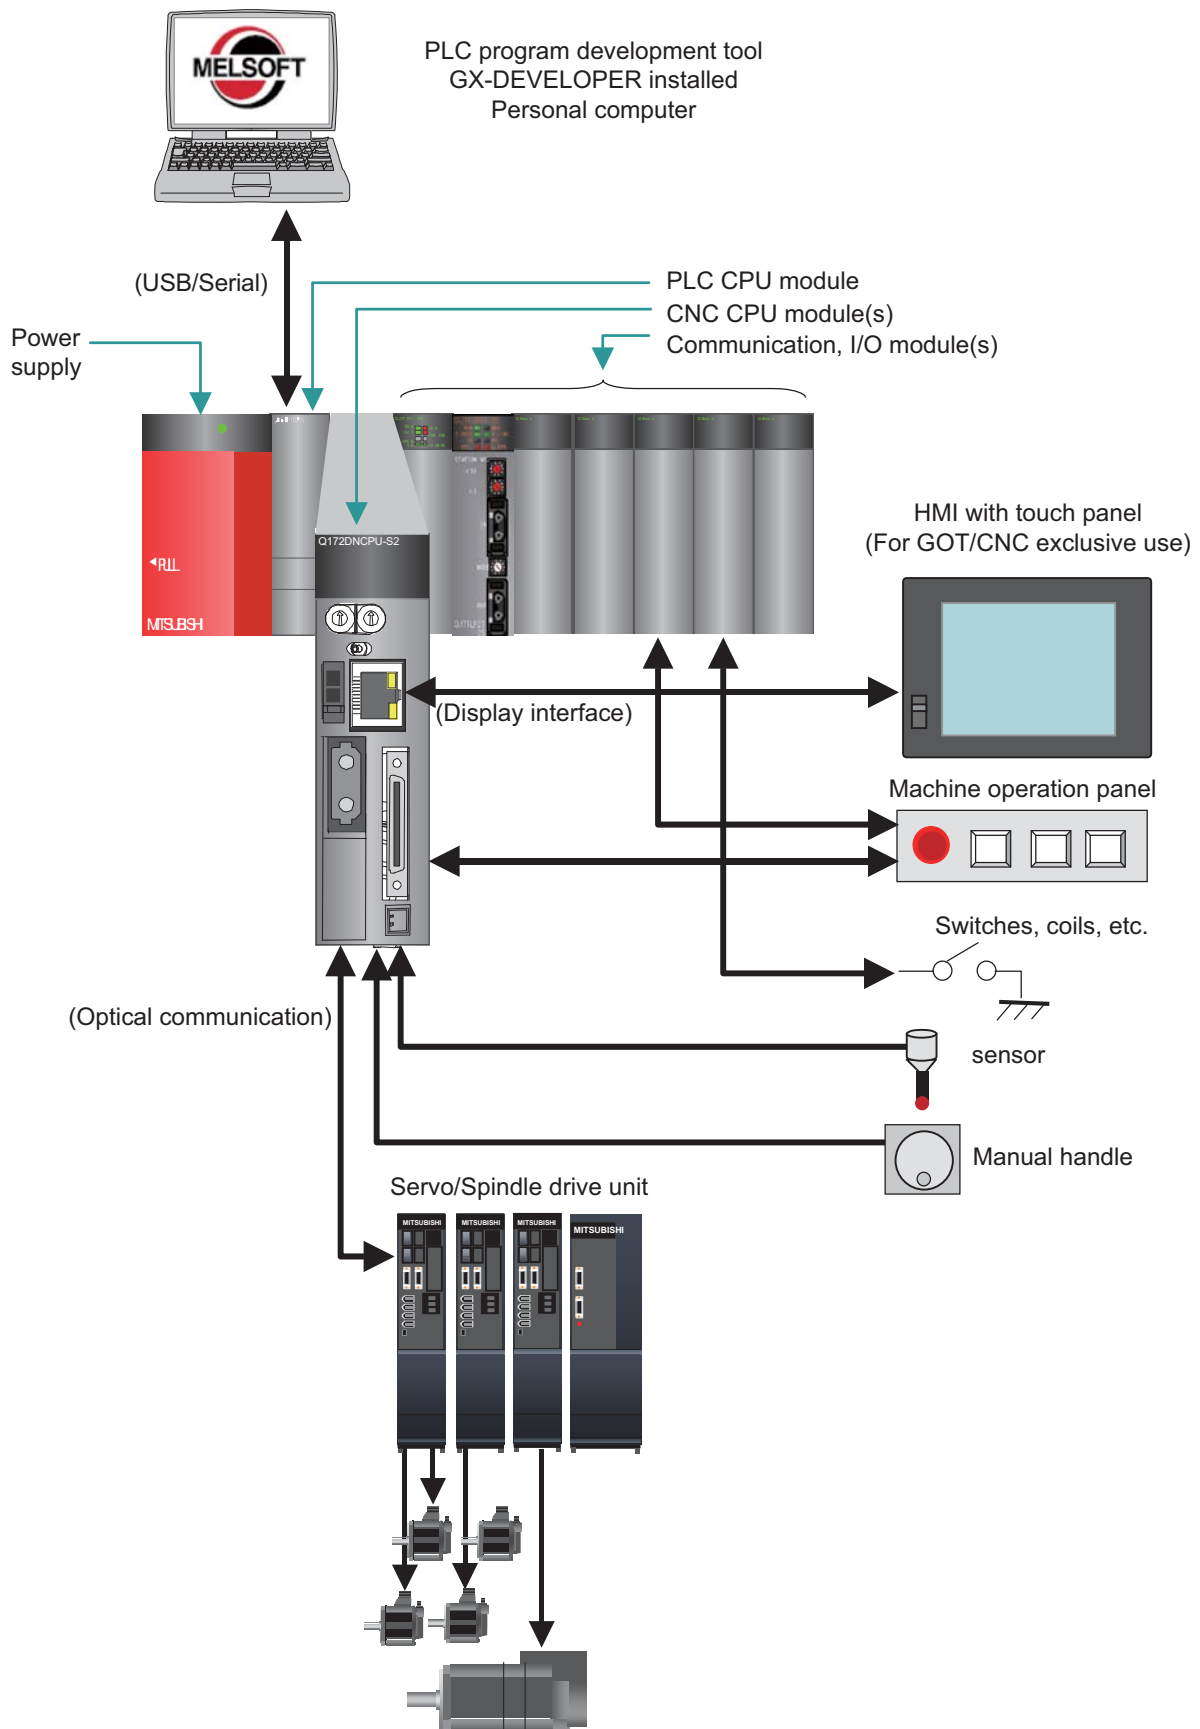 MELSOFT
PLC program development tool
GX-DEVELOPER installed
Personal computer
(USB/Serial)
PLC CPU module
CNC CPU module(s)
Communication, I/O module(s)
Power
supply
Q172DNCPU-S2
MITSUBISHI
HMI with touch panel
(For GOT/CNC exclusive use)
(Display interface)
Machine operation panel
Switches, coils, etc.
(Optical communication)
sensor
Manual handle
Servo/Spindle drive unit
MITSUBISHI
MITSUBISHI
MITSUBISHI
MITSUBISHI